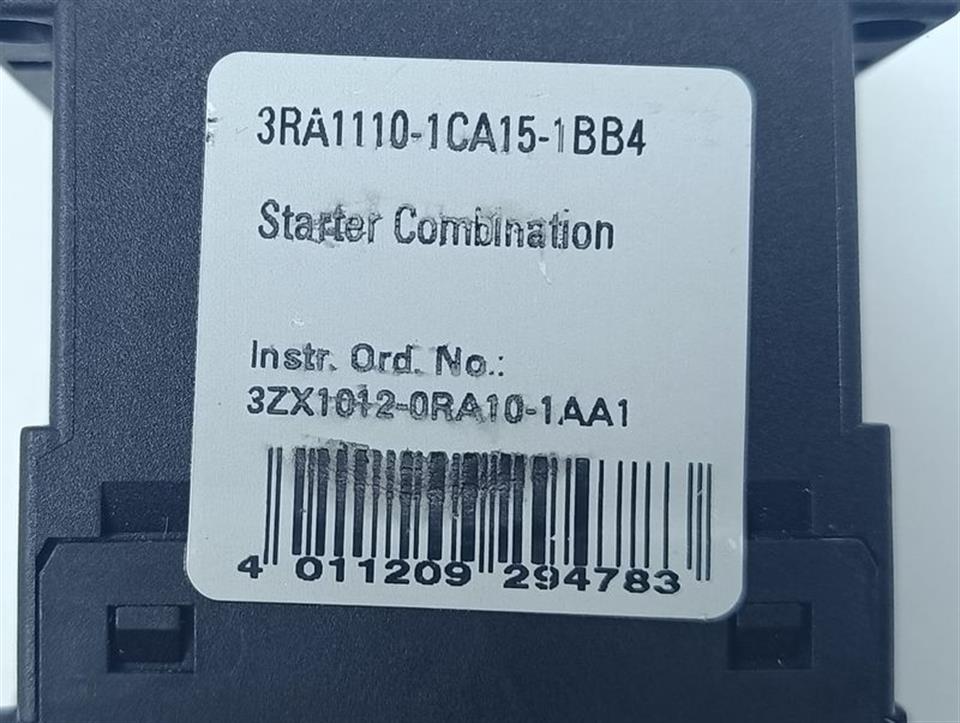 3RA1110-1CA15-1BB4
Starter Combination
Instr. Ord. No.:
3ZX1012-0RA10-1AA1
4 011209 294783